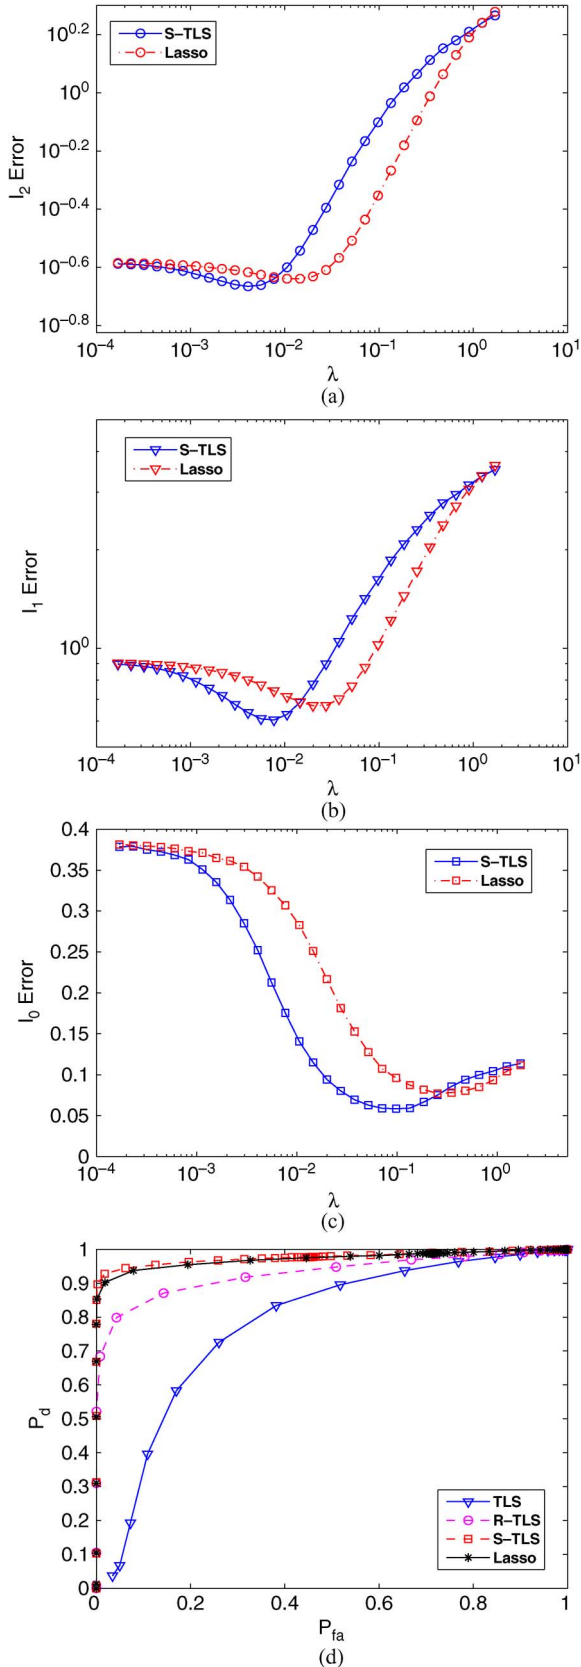 10^0.2
S−TLS
Lasso
10^0
10^−0.2
l_2 Error
10^−0.4
10^−0.6
10^−0.8
10^−4 10^−3 10^−2 10^−1 10^0 10^1
λ
(a)
S−TLS
Lasso
l_1 Error
10^0
10^−4 10^−3 10^−2 10^−1 10^0 10^1
λ
(b)
0.4
S−TLS
0.35
Lasso
0.3
0.25
l_0 Error
0.2
0.15
0.1
0.05
0
10^−4 10^−3 10^−2 10^−1 10^0
λ
(c)
1
0.9
0.8
0.7
0.6
P_d
0.5
0.4
0.3
0.2
0.1
0
TLS
R−TLS
S−TLS
Lasso
0 0.2 0.4 0.6 0.8 1
P_fa
(d)